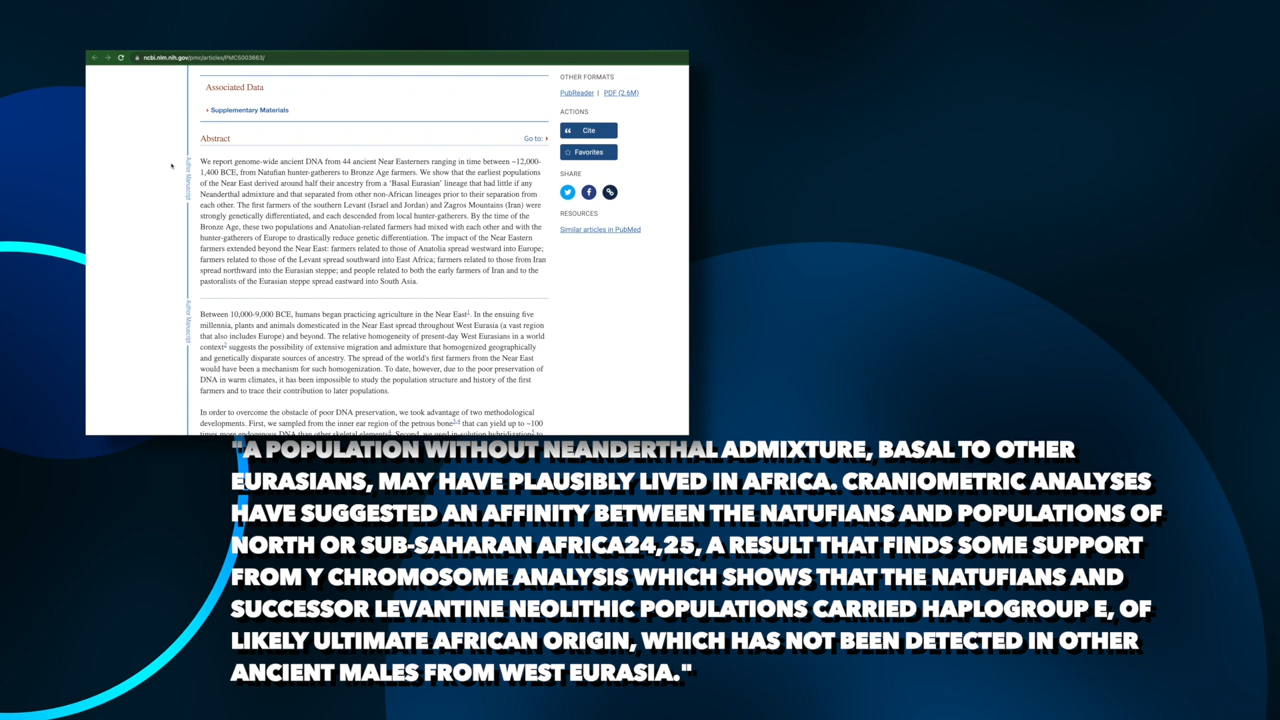 ncbi.nlm.nih.gov/pmc/articles/PMC5003663/
Associated Data
Supplementary Materials
Abstract
Go to:
We report genome-wide ancient DNA from 44 ancient Near Easterners ranging in time between ~12,000-
1,400 BCE, from Natufian hunter-gatherers to Bronze Age farmers. We show that the earliest populations
of the Near East derived around half their ancestry from a ‘Basal Eurasian’ lineage that had little if any
Neanderthal admixture and that separated from other non-African lineages prior to their separation from
each other. The first farmers of the southern Levant (Israel and Jordan) and Zagros Mountains (Iran) were
strongly genetically differentiated, and each descended from local hunter-gatherers. By the time of the
Bronze Age, these two populations and Anatolian-related farmers had mixed with each other and with the
hunter-gatherers of Europe to drastically reduce genetic differentiation. The impact of the Near Eastern
farmers extended beyond the Near East: farmers related to those of Anatolia spread westward into Europe;
farmers related to those of the Levant spread southward into East Africa; farmers related to those from Iran
spread northward into the Eurasian steppe; and people related to both the early farmers of Iran and to the
pastoralists of the Eurasian steppe spread eastward into South Asia.
Between 10,000-9,000 BCE, humans began practicing agriculture in the Near East1. In the ensuing five
millennia, plants and animals domesticated in the Near East spread throughout West Eurasia (a vast region
that also includes Europe) and beyond. The relative homogeneity of present-day West Eurasians in a world
context2 suggests the possibility of extensive migration and admixture that homogenized geographically
and genetically disparate sources of ancestry. The spread of the world’s first farmers from the Near East
would have been a mechanism for such homogenization. To date, however, due to the poor preservation of
DNA in warm climates, it has been impossible to study the population structure and history of the first
farmers and to trace their contribution to later populations.
In order to overcome the obstacle of poor DNA preservation, we took advantage of two methodological
developments. First, we sampled from the inner ear region of the petrous bone3,4 that can yield up to ~100
times more endogenous DNA than other skeletal elements4. Second, we used in-solution hybridization5 to
Author Manuscript
Author Manuscript
OTHER FORMATS
PubReader | PDF (2.6M)
ACTIONS
Cite
Favorites
SHARE
RESOURCES
Similar articles in PubMed
"A POPULATION WITHOUT NEANDERTHAL ADMIXTURE, BASAL TO OTHER
EURASIANS, MAY HAVE PLAUSIBLY LIVED IN AFRICA. CRANIOMETRIC ANALYSES
HAVE SUGGESTED AN AFFINITY BETWEEN THE NATUFIANS AND POPULATIONS OF
NORTH OR SUB-SAHARAN AFRICA24,25, A RESULT THAT FINDS SOME SUPPORT
FROM Y CHROMOSOME ANALYSIS WHICH SHOWS THAT THE NATUFIANS AND
SUCCESSOR LEVANTINE NEOLITHIC POPULATIONS CARRIED HAPLOGROUP E, OF
LIKELY ULTIMATE AFRICAN ORIGIN, WHICH HAS NOT BEEN DETECTED IN OTHER
ANCIENT MALES FROM WEST EURASIA."